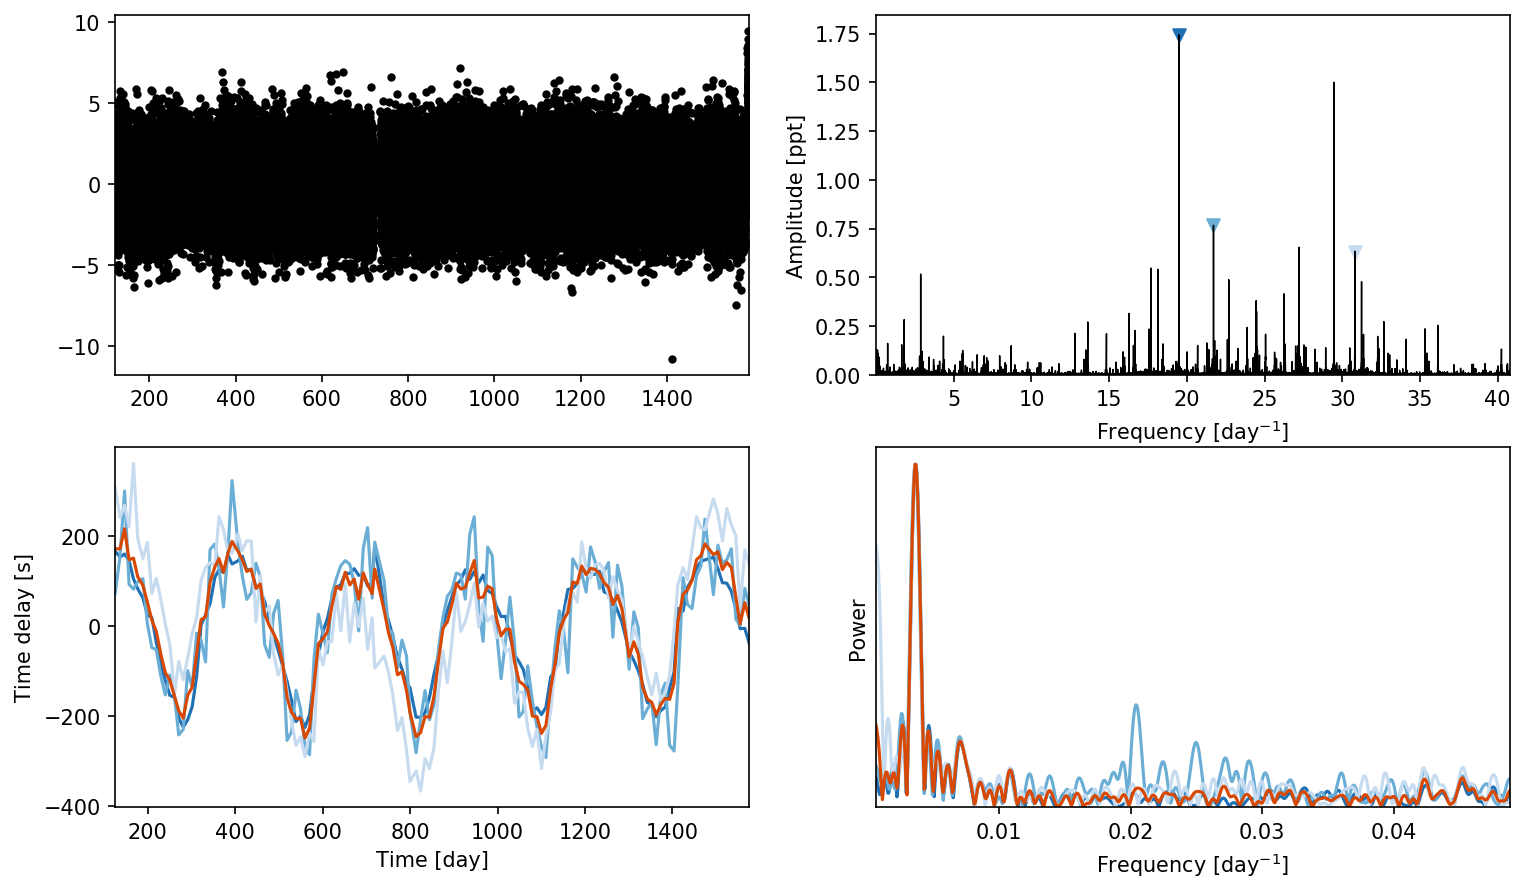 10
5
0
−5
−10
200 400 600 800 1000 1200 1400
Amplitude [ppt]
1.75
1.50
1.25
1.00
0.75
0.50
0.25
0.00
5 10 15 20 25 30 35 40
Frequency [day⁻¹]
Time delay [s]
200
0
−200
−400
200 400 600 800 1000 1200 1400
Time [day]
Power
0.01 0.02 0.03 0.04
Frequency [day⁻¹]